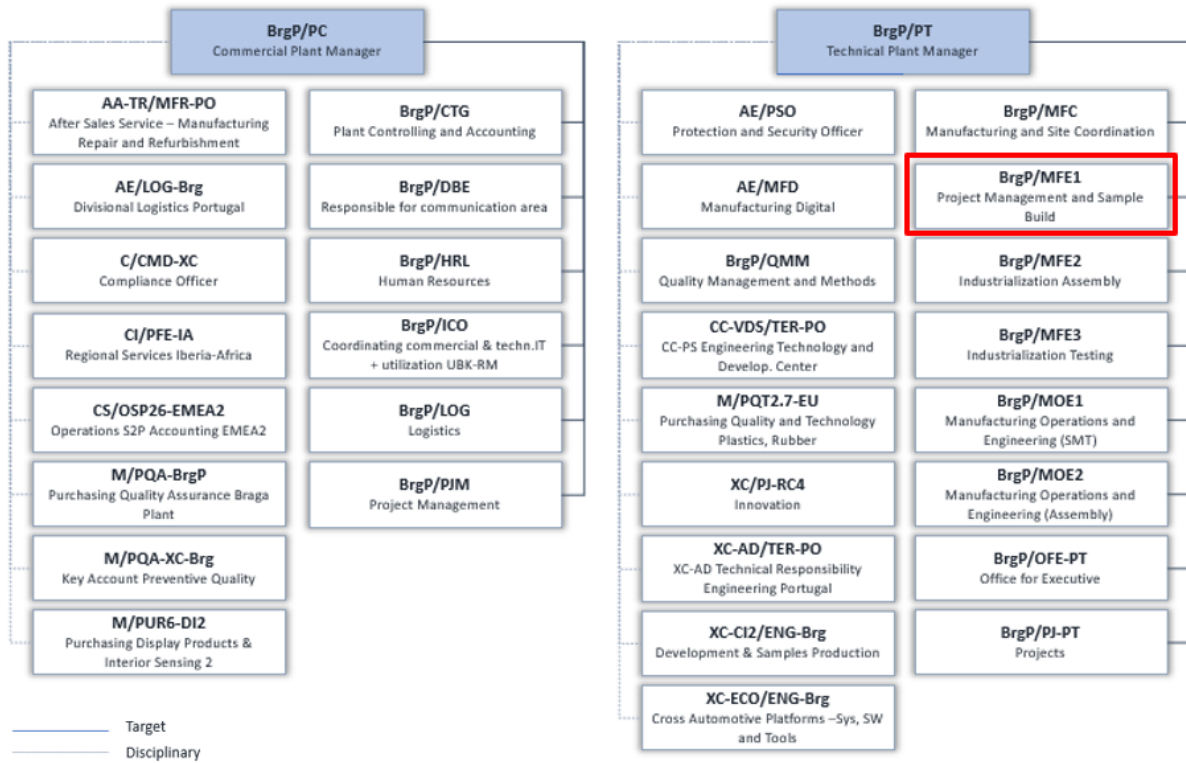 BrgP/PC
Commercial Plant Manager
AA-TR/MFR-PO
After Sales Service – Manufacturing
Repair and Refurbishment
AE/LOG-Brg
Divisional Logistics Portugal
C/CMD-XC
Compliance Officer
CI/PFE-IA
Regional Services Iberia-Africa
CS/OSP26-EMEA2
Operations S2P Accounting EMEA2
M/PQA-BrgP
Purchasing Quality Assurance Braga
Plant
M/PQA-XC-Brg
Key Account Preventive Quality
M/PUR6-DI2
Purchasing Display Products &
Interior Sensing 2
BrgP/CTG
Plant Controlling and Accounting
BrgP/DBE
Responsible for communication area
BrgP/HRL
Human Resources
BrgP/ICO
Coordinating commercial & techn.IT
+ utilization UBK-RM
BrgP/LOG
Logistics
BrgP/PJM
Project Management
BrgP/PT
Technical Plant Manager
AE/PSO
Protection and Security Officer
AE/MFD
Manufacturing Digital
BrgP/QMM
Quality Management and Methods
CC-VDS/TER-PO
CC-PS Engineering Technology and
Develop. Center
M/PQT2.7-EU
Purchasing Quality and Technology
Plastics, Rubber
XC/PJ-RC4
Innovation
XC-AD/TER-PO
XC-AD Technical Responsibility
Engineering Portugal
XC-CI2/ENG-Brg
Development & Samples Production
XC-ECO/ENG-Brg
Cross Automotive Platforms –Sys, SW
and Tools
BrgP/MFC
Manufacturing and Site Coordination
BrgP/MFE1
Project Management and Sample
Build
BrgP/MFE2
Industrialization Assembly
BrgP/MFE3
Industrialization Testing
BrgP/MOE1
Manufacturing Operations and
Engineering (SMT)
BrgP/MOE2
Manufacturing Operations and
Engineering (Assembly)
BrgP/OFE-PT
Office for Executive
BrgP/PJ-PT
Projects
Target
Disciplinary